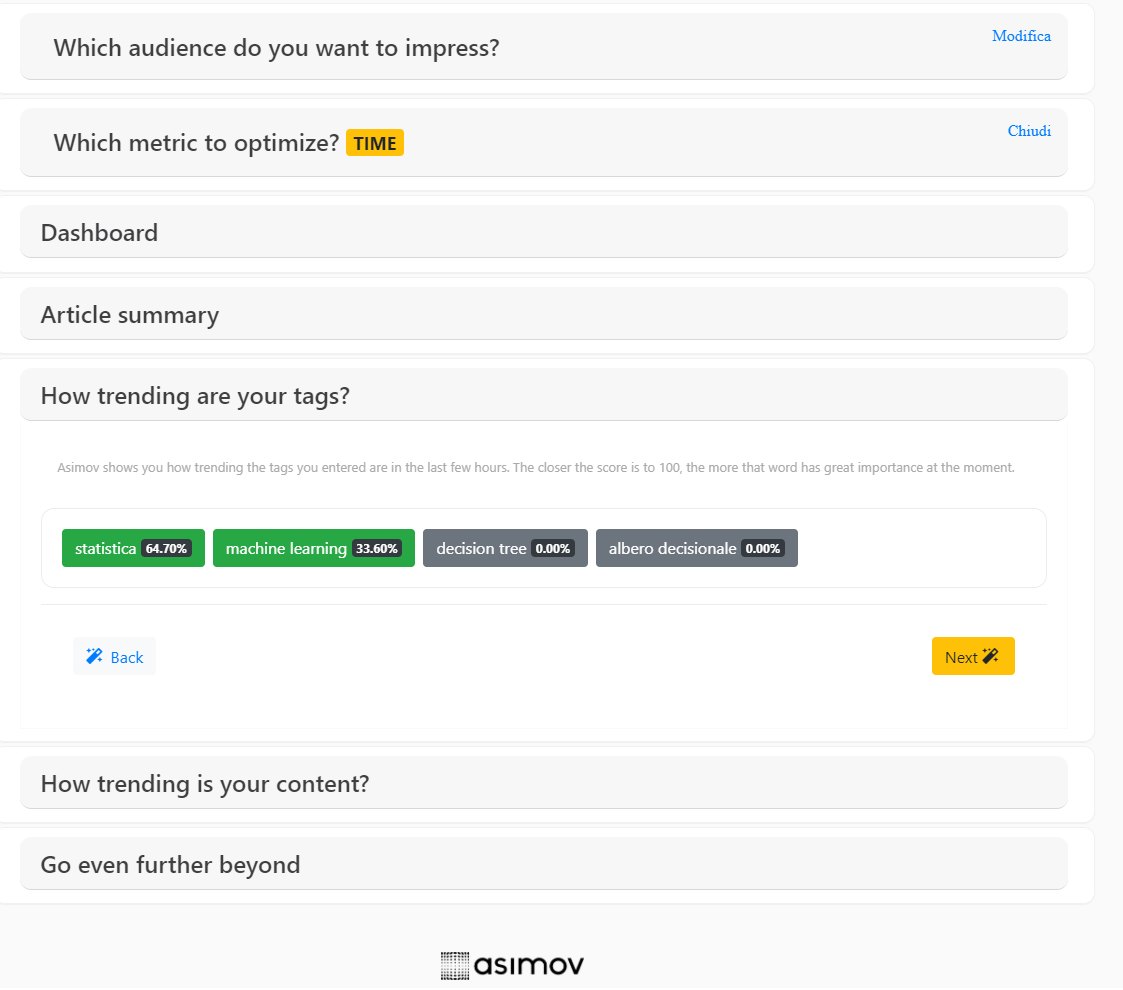 Which audience do you want to impress?
Modifica
Which metric to optimize? TIME
Chiudi
Dashboard
Article summary
How trending are your tags?
Asimov shows you how trending the tags you entered are in the last few hours. The closer the score is to 100, the more that word has great importance at the moment.
statistica 64.70% machine learning 33.60% decision tree 0.00% albero decisionale 0.00%
Back Next
How trending is your content?
Go even further beyond
asimov